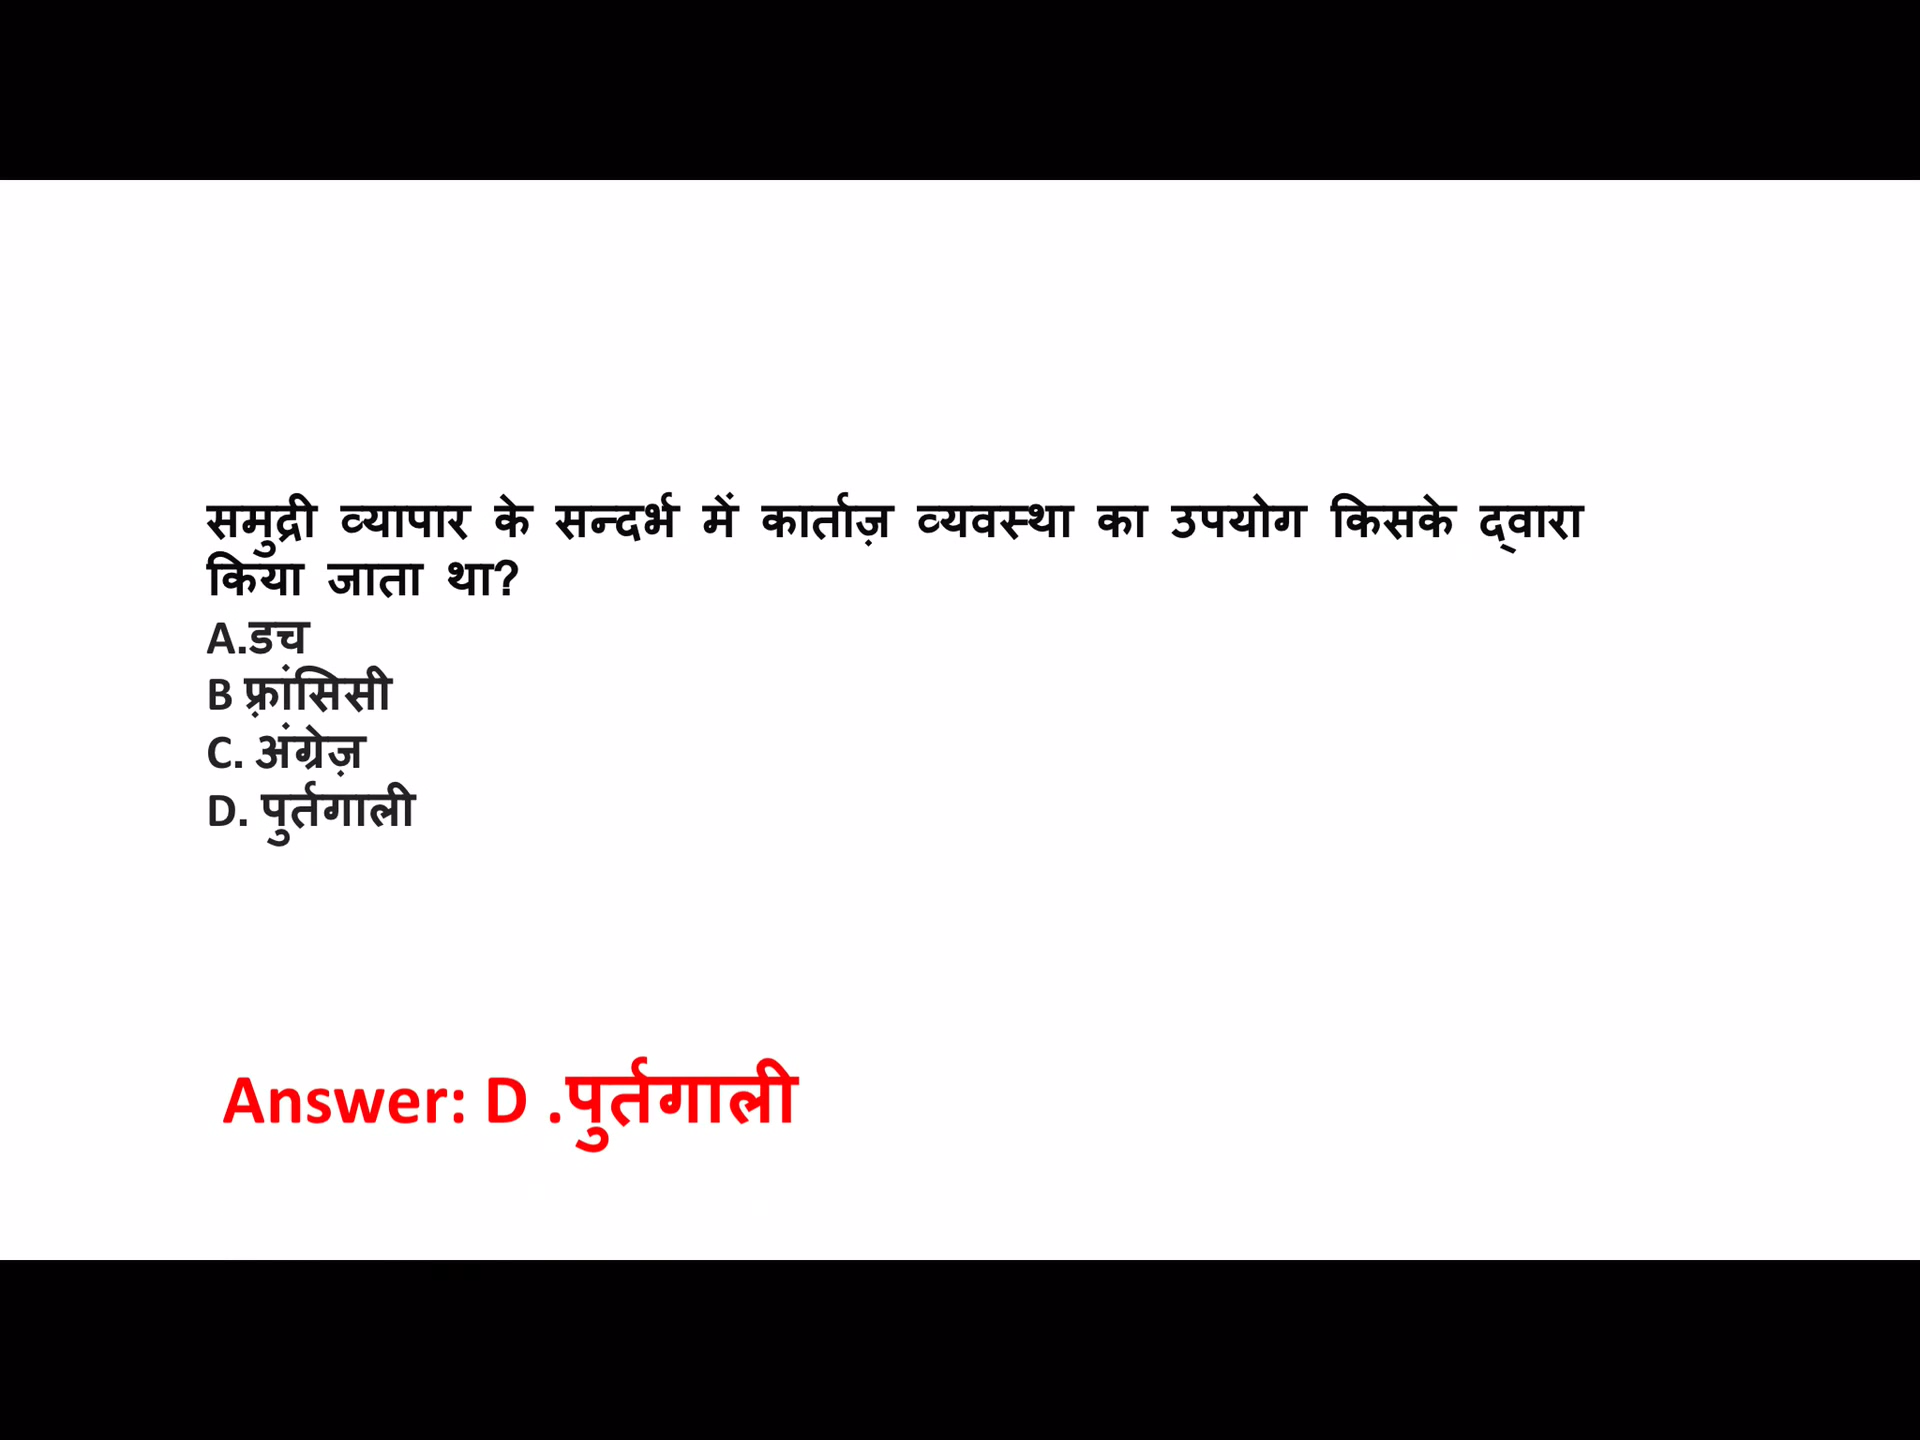 समुद्री व्यापार के सन्दर्भ में कार्ताज़ व्यवस्था का उपयोग किसके द्वारा
किया जाता था?
A.डच
B फ़्रांसिसी
C. अंग्रेज़
D. पुर्तगाली
Answer: D .पुर्तगाली